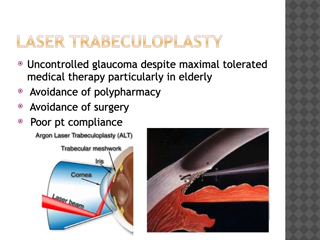 LASER TRABECULOPLASTY
Uncontrolled glaucoma despite maximal tolerated
medical therapy particularly in elderly
Avoidance of polypharmacy
Avoidance of surgery
Poor pt compliance
Argon Laser Trabeculoplasty (ALT)
Trabecular meshwork
Iris
Cornea
Laser beam